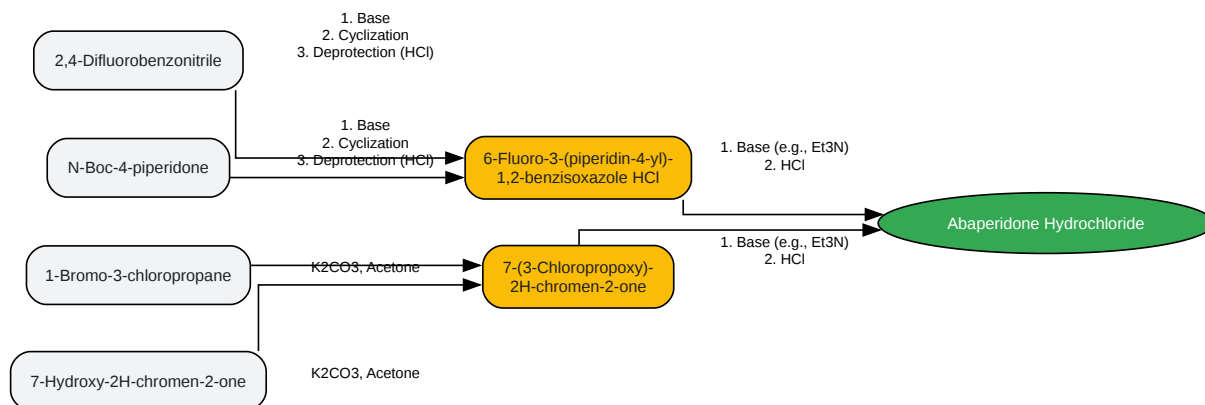 1. Base
2. Cyclization
3. Deprotection (HCl)
2,4-Difluorobenzonitrile
1. Base
2. Cyclization
3. Deprotection (HCl)
N-Boc-4-piperidone
6-Fluoro-3-(piperidin-4-yl)-
1,2-benzisoxazole HCl
1. Base (e.g., Et3N)
2. HCl
Abaperidone Hydrochloride
1. Base (e.g., Et3N)
2. HCl
1-Bromo-3-chloropropane
K2CO3, Acetone
7-(3-Chloropropoxy)-
2H-chromen-2-one
7-Hydroxy-2H-chromen-2-one
K2CO3, Acetone